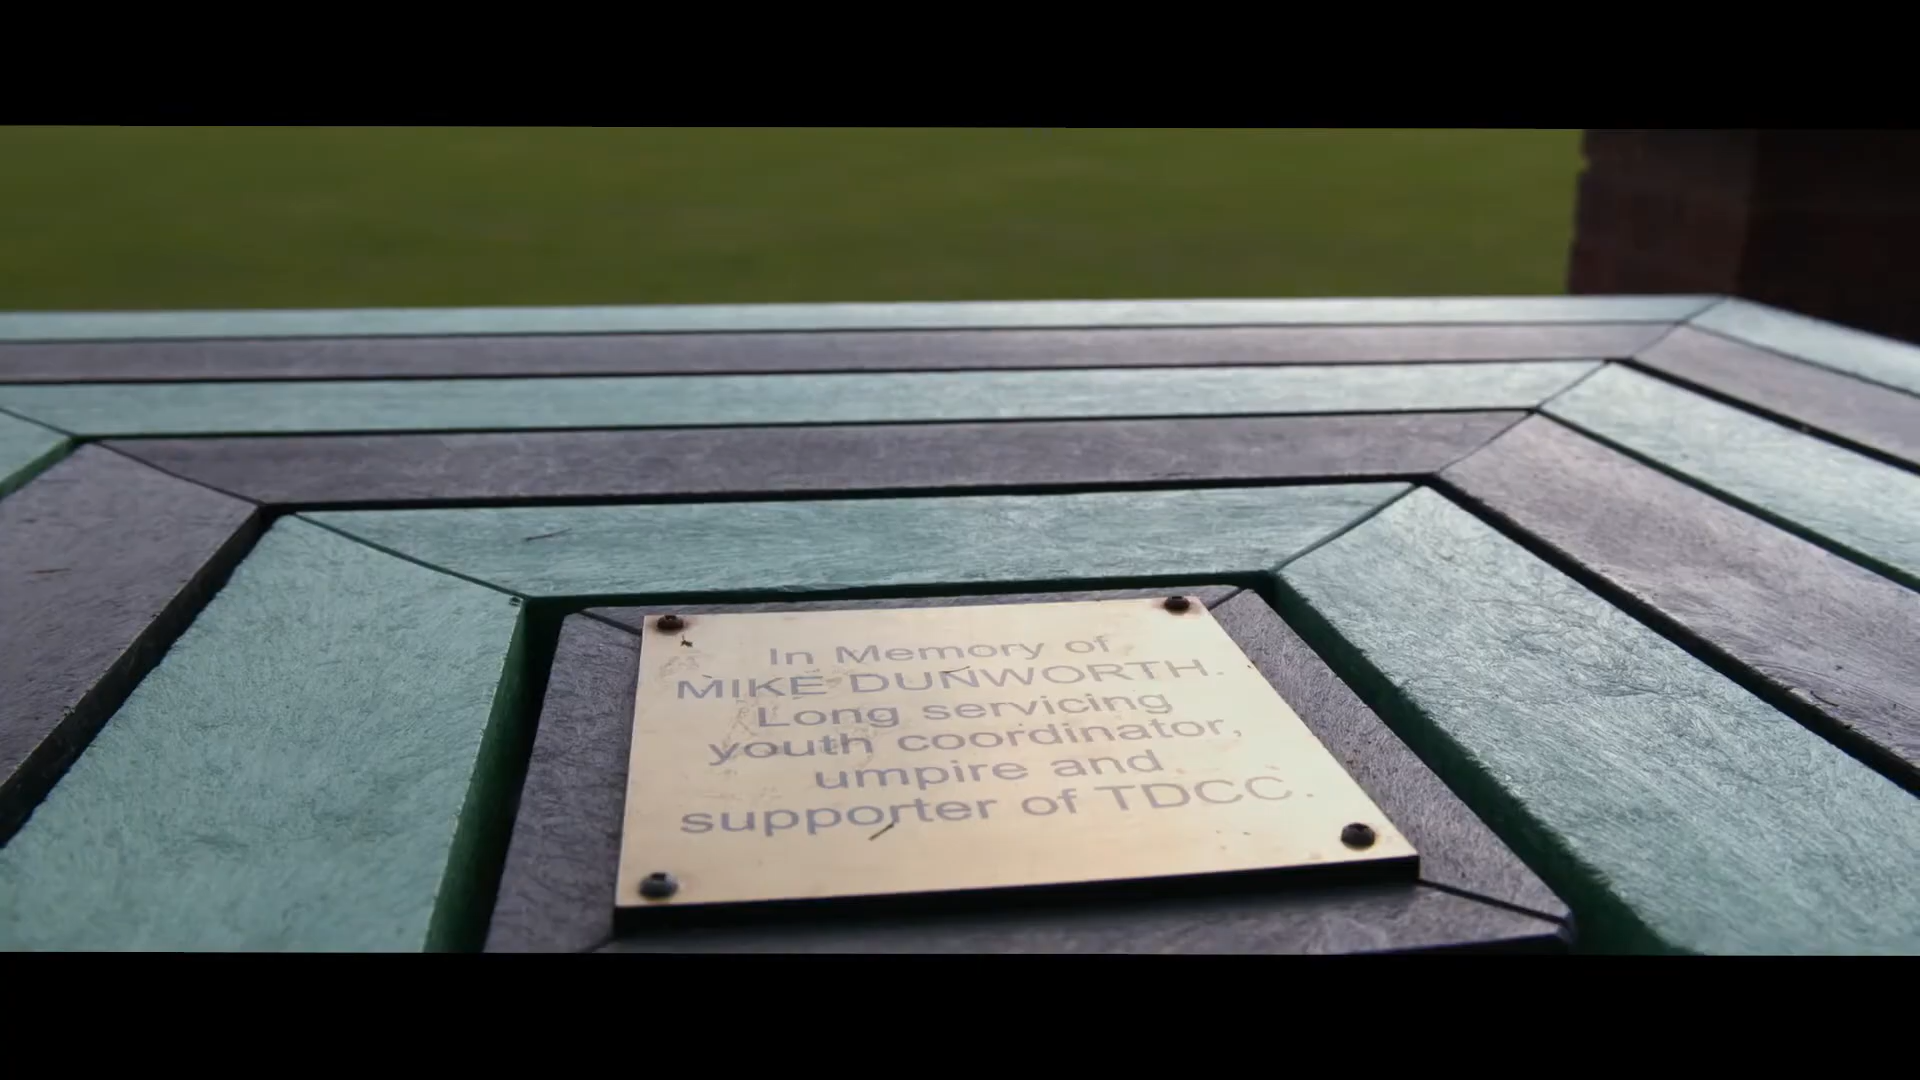 In Memory of
MIKE DUNWORTH.
Long servicing
youth coordinator,
umpire and
supporter of TDCC.